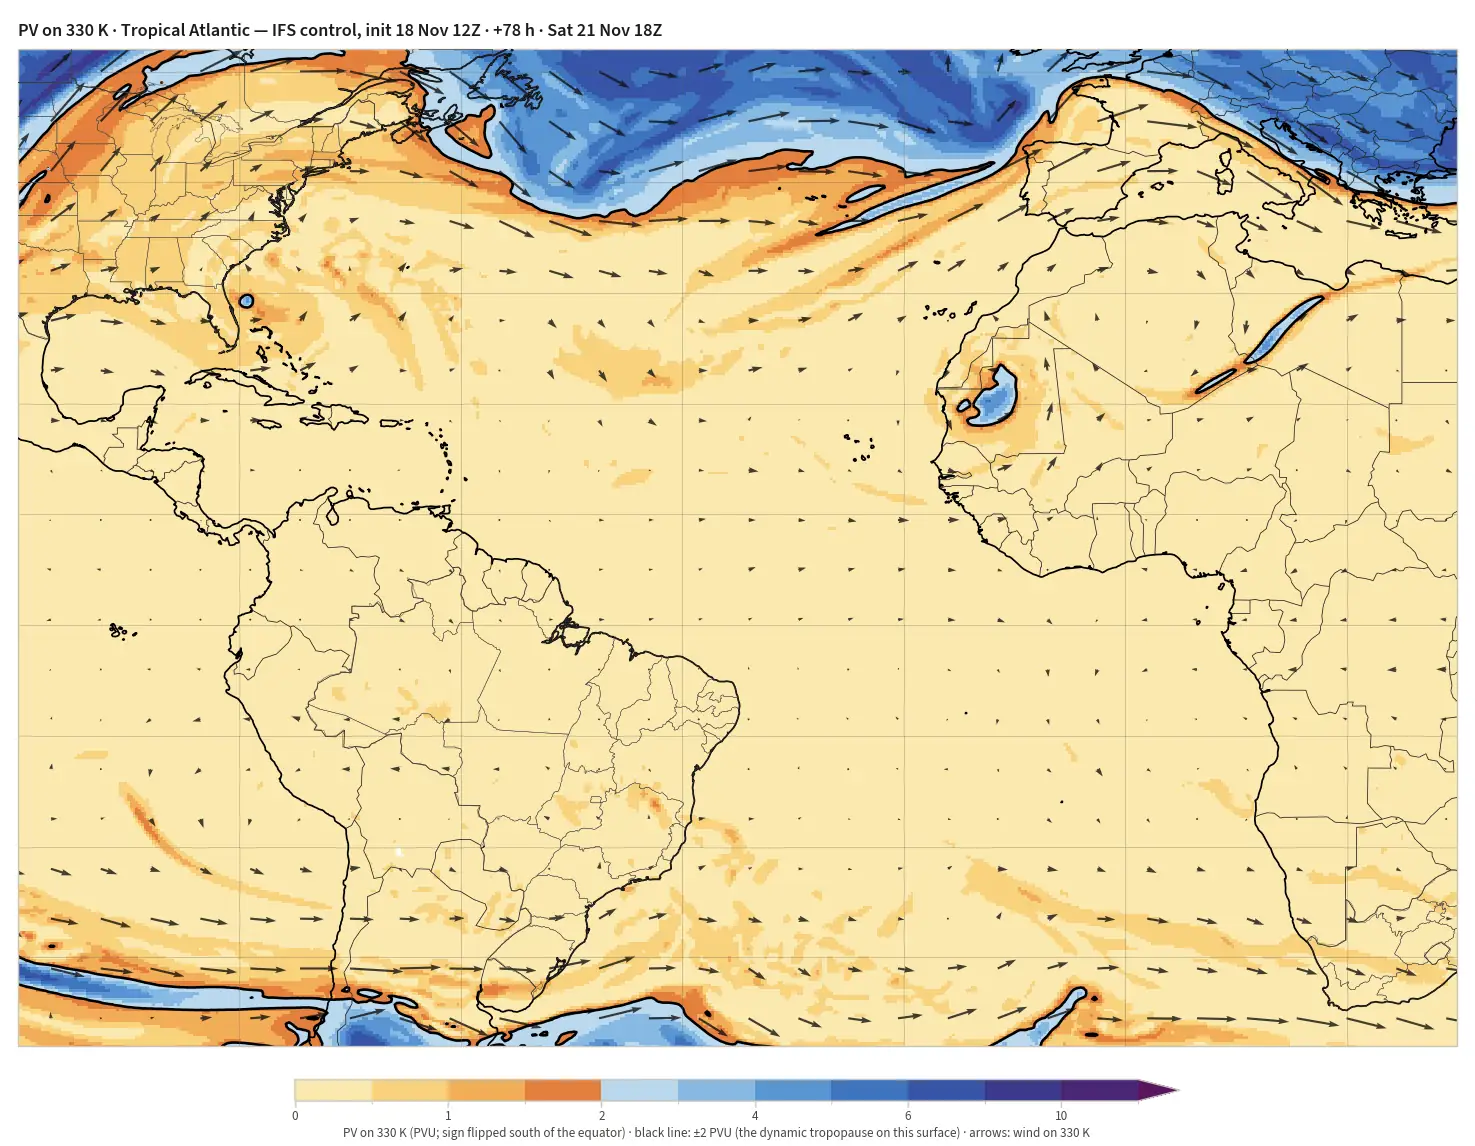 PV on 330 K · Tropical Atlantic — IFS control, init 18 Nov 12Z · +78 h · Sat 21 Nov 18Z
0 1 2 4 6 10
PV on 330 K (PVU; sign flipped south of the equator) · black line: ±2 PVU (the dynamic tropopause on this surface) · arrows: wind on 330 K